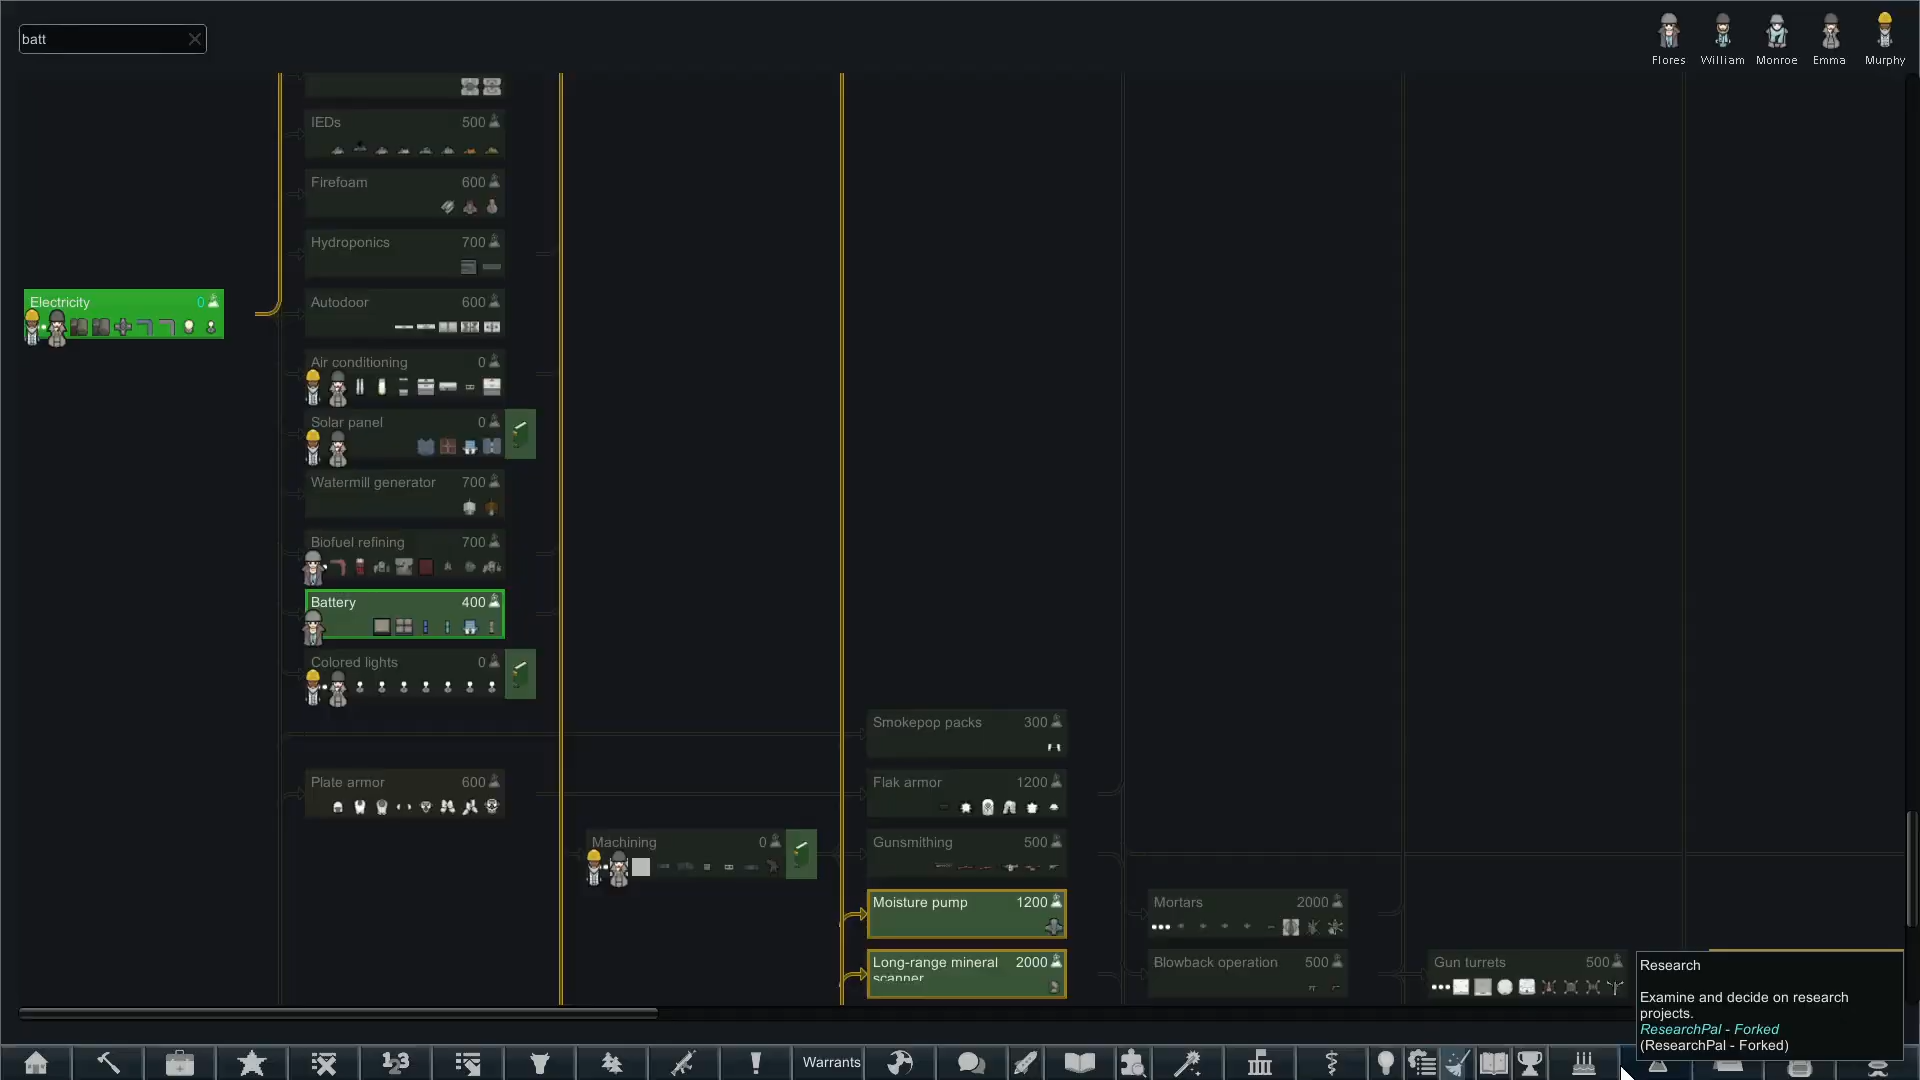 batt
Flores
William
Monroe
Emma
Murphy
IEDs 500
Firefoam 600
Hydroponics 700
Electricity 0
Autodoor 600
Air conditioning 0
Solar panel 0
Watermill generator 700
Biofuel refining 700
Battery 400
Colored lights 0
Smokepop packs 300
Plate armor 600
Flak armor 1200
Machining 0
Gunsmithing 500
Moisture pump 1200
Mortars 2000
Long-range mineral 2000
scanner
Blowback operation 500
Gun turrets 500
Research
Examine and decide on research
projects.
ResearchPal - Forked
(ResearchPal - Forked)
123
Warrants